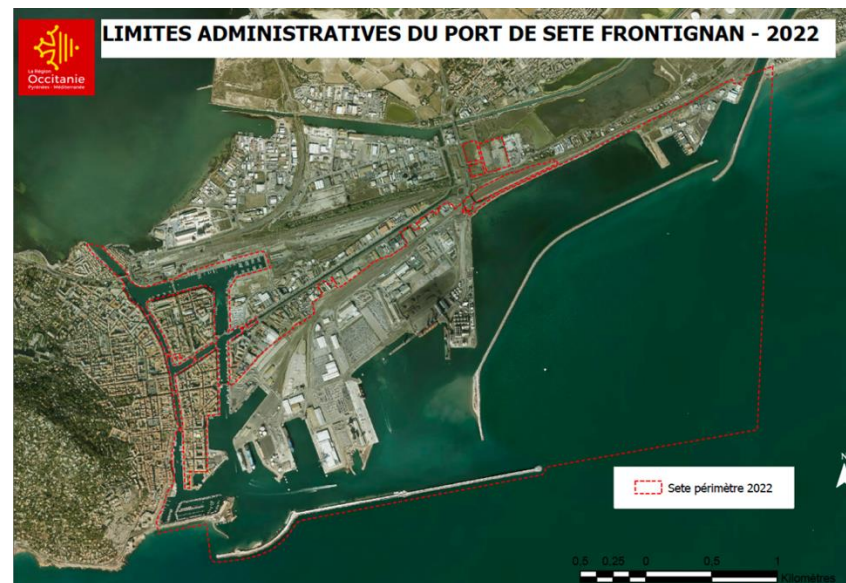 LIMITES ADMINISTRATIVES DU PORT DE SETE FRONTIGNAN - 2022
La Région
Occitanie
Pyrénées - Méditerranée
N
Sete périmètre 2022
0,5 0,25 0 0,5 1
Kilomètres